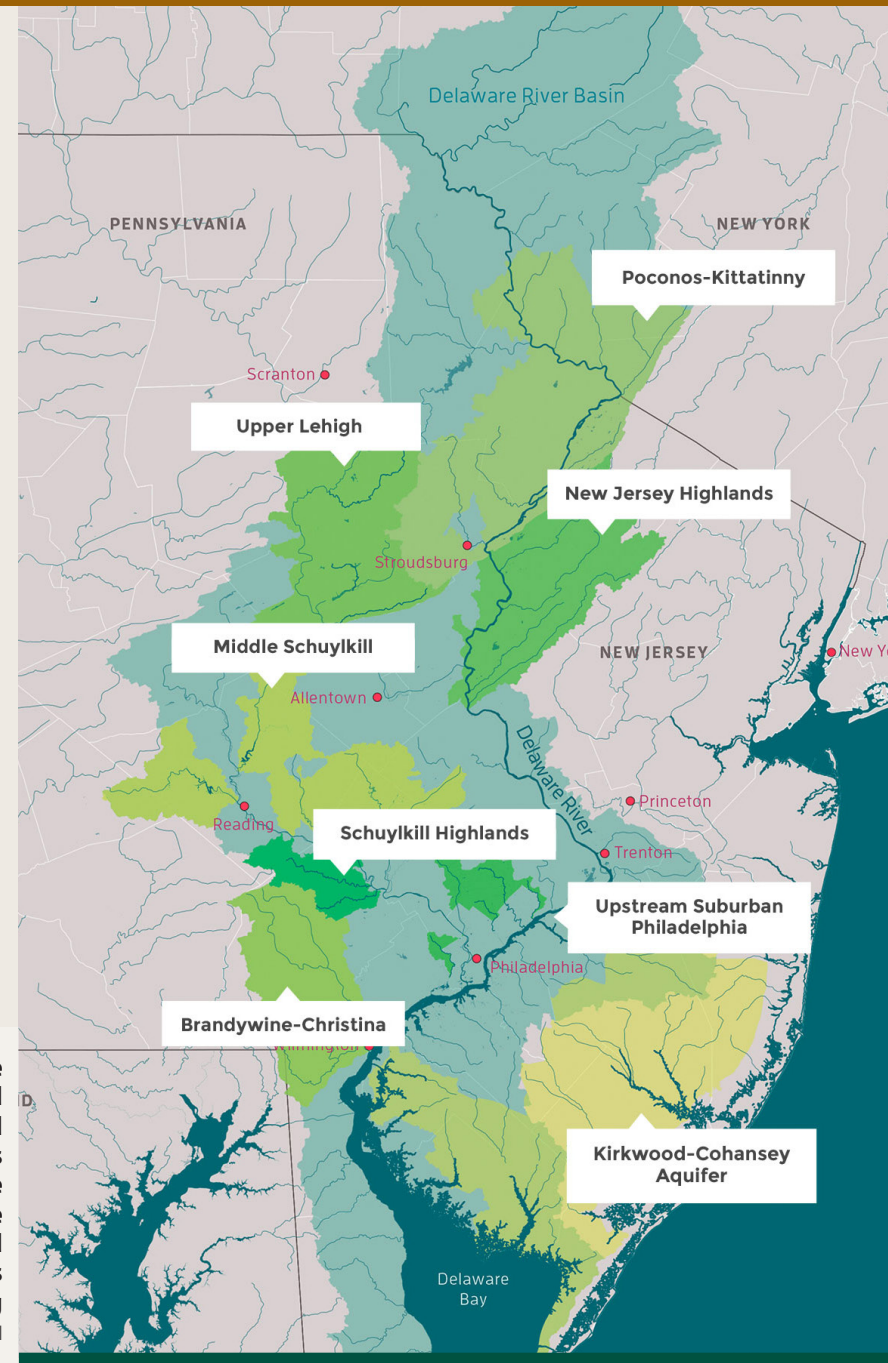 Delaware River Basin
PENNSYLVANIA
NEW YORK
Poconos-Kittatinny
Scranton
Upper Lehigh
New Jersey Highlands
Stroudsburg
Middle Schuylkill
NEW JERSEY
New Y
Allentown
Delaware River
Princeton
Reading
Schuylkill Highlands
Trenton
Upstream Suburban
Philadelphia
Philadelphia
Brandywine-Christina
Wilmington
D
Kirkwood-Cohansey
Aquifer
Delaware
Bay